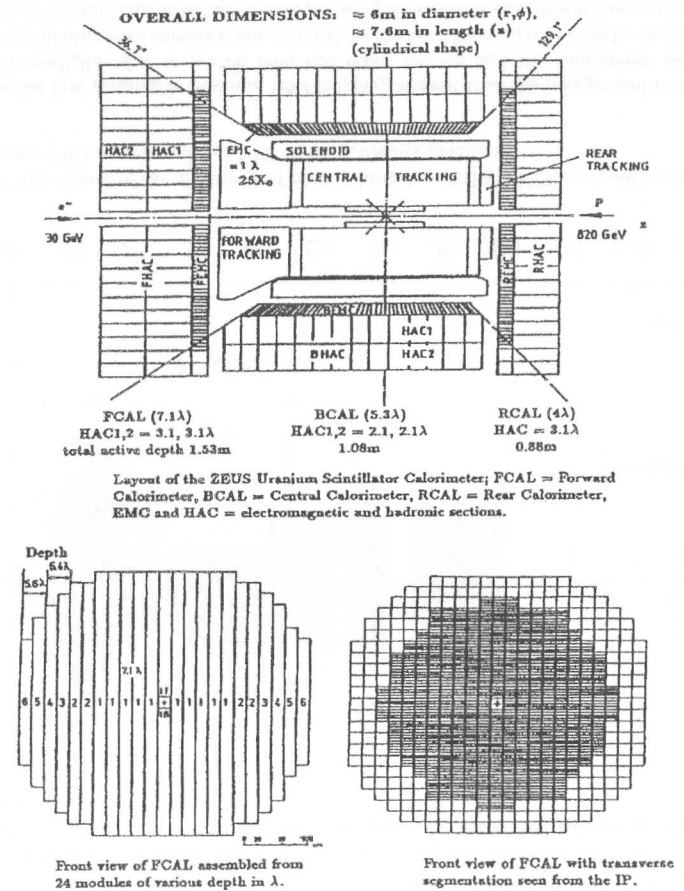 OVERALL DIMENSIONS: ≈ 6m in diameter (r,φ),
≈ 7.6m in length (z)
(cylindrical shape)
129.1°
HAC2 HAC1 EMC SOLENOID
=1 λ
25X₀
CENTRAL TRACKING
REAR
TRACKING
e⁻
30 GeV
P
820 GeV
z
FORWARD
TRACKING
FHAC
FEMC
REMC
RHAC
BEMC
HAC1
BHAC HAC2
FCAL (7.1λ)
HAC1,2 = 3.1, 3.1λ
total active depth 1.53m
BCAL (5.3λ)
HAC1,2 = 2.1, 2.1λ
1.08m
RCAL (4λ)
HAC = 3.1λ
0.88m
Layout of the ZEUS Uranium Scintillator Calorimeter; FCAL = Forward
Calorimeter, BCAL = Central Calorimeter, RCAL = Rear Calorimeter,
EMC and HAC = electromagnetic and hadronic sections.
Depth
6.4λ
5.6λ
7.1 λ
6 5 4 3 2 2 1 1 1 1 1 + 1 1 1 1 1 1 2 2 3 4 5 6
Front view of FCAL assembled from
24 modules of various depth in λ.
+
Front view of FCAL with transverse
segmentation seen from the IP.